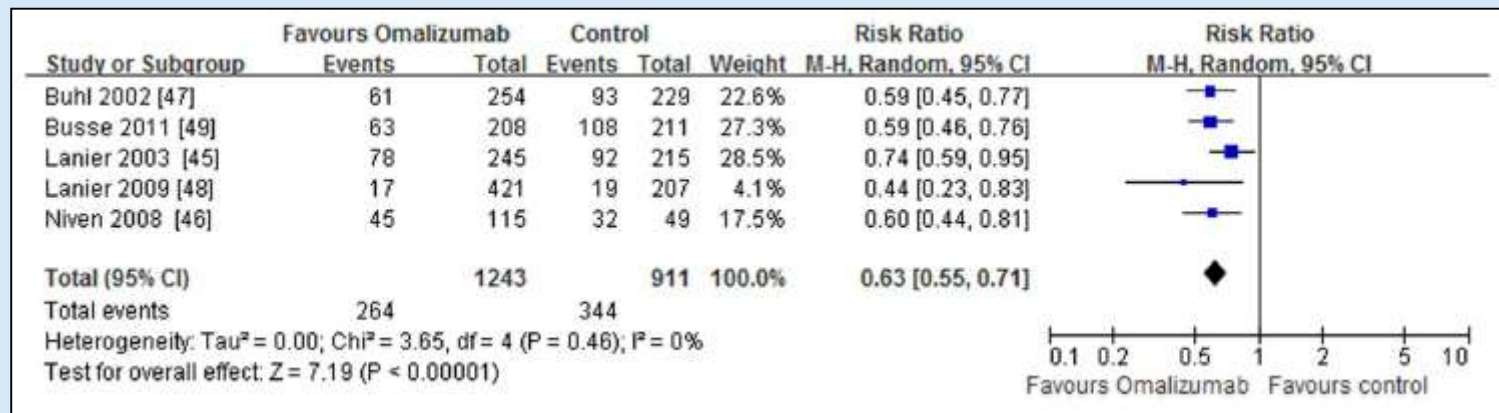 Favours Omalizumab Control Risk Ratio Risk Ratio
Study or Subgroup Events Total Events Total Weight M-H, Random, 95% CI M-H, Random, 95% CI
Buhl 2002 [47] 61 254 93 229 22.6% 0.59 [0.45, 0.77]
Busse 2011 [49] 63 208 108 211 27.3% 0.59 [0.46, 0.76]
Lanier 2003 [45] 78 245 92 215 28.5% 0.74 [0.59, 0.95]
Lanier 2009 [48] 17 421 19 207 4.1% 0.44 [0.23, 0.83]
Niven 2008 [46] 45 115 32 49 17.5% 0.60 [0.44, 0.81]
Total (95% CI) 1243 911 100.0% 0.63 [0.55, 0.71]
Total events 264 344
Heterogeneity: Tau² = 0.00; Chi² = 3.65, df = 4 (P = 0.46); I² = 0%
Test for overall effect: Z = 7.19 (P < 0.00001)
0.1 0.2 0.5 1 2 5 10
Favours Omalizumab Favours control